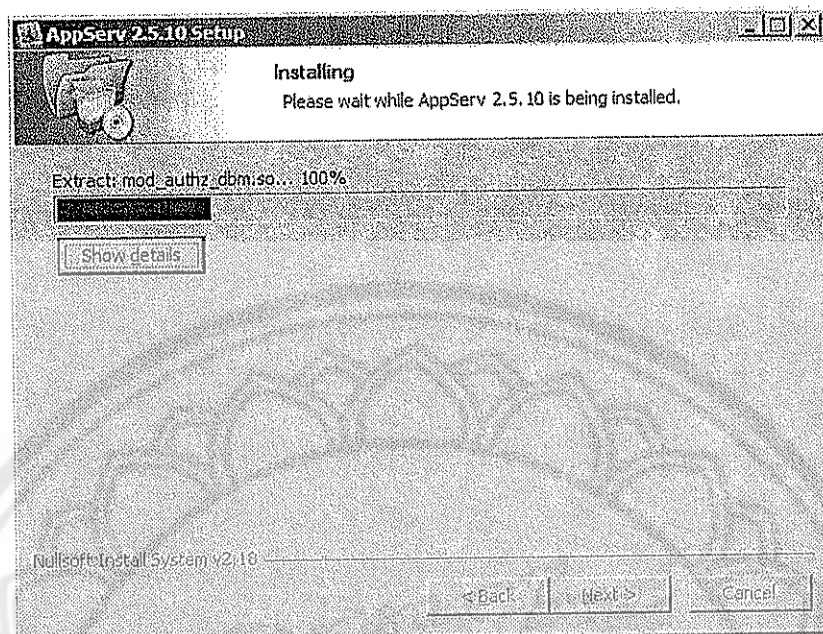 AppServ 2.5.10 Setup
Installing
Please wait while AppServ 2.5.10 is being installed.
Extract: mod_authz_dbm.so... 100%
Show details
Nullsoft Install System v2.18
< Back
Next >
Cancel